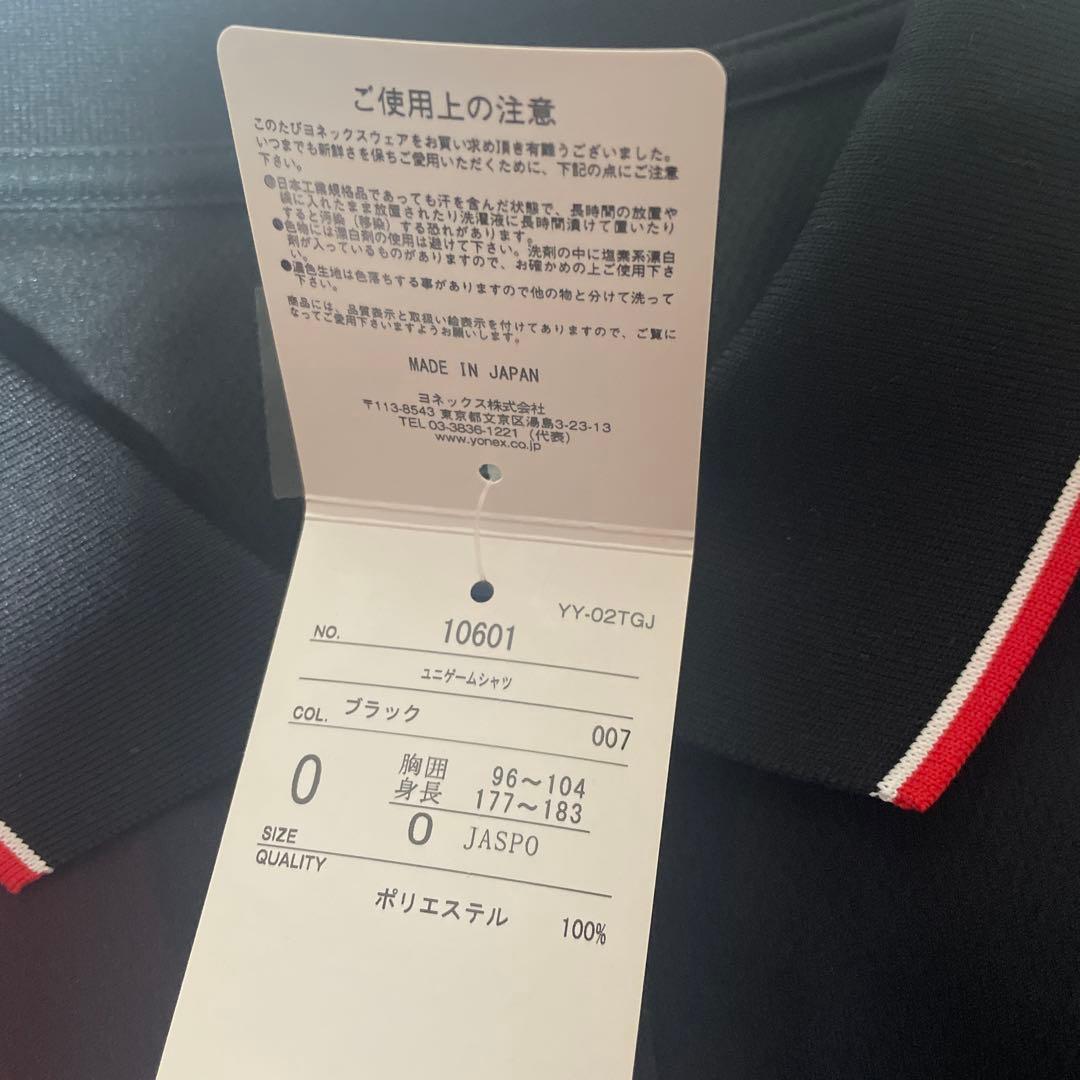 ご使用上の注意
このたびヨネックスウェアをお買い求め頂き有難うございました。
いつまでも新鮮さを保ちご愛用いただくために、下記の点にご注意
下さい。
●日本工業規格品であっても汗を含んだ状態で、長時間の放置や
袋に入れたまま放置されたり洗濯液に長時間漬けて置いたり
すると汚染(移染)する恐れがあります。
●色物には漂白剤の使用は避けて下さい。洗剤の中に塩素系漂白
剤が入っているものがありますので、お確かめの上ご使用下さ
い。
●濃色生地は色落ちする事がありますので他の物と分けて洗って
下さい。
商品には、品質表示と取扱い絵表示を付けてありますので、ご覧に
なってご愛用下さいますようお願いします。
MADE IN JAPAN
ヨネックス株式会社
〒113-8543 東京都文京区湯島3-23-13
TEL 03-3836-1221 (代表)
www.yonex.co.jp
YY-02TGJ
NO. 10601
ユニゲームシャツ
COL. ブラック 007
0 胸囲 96〜104
身長 177〜183
SIZE 0 JASPO
QUALITY
ポリエステル 100%